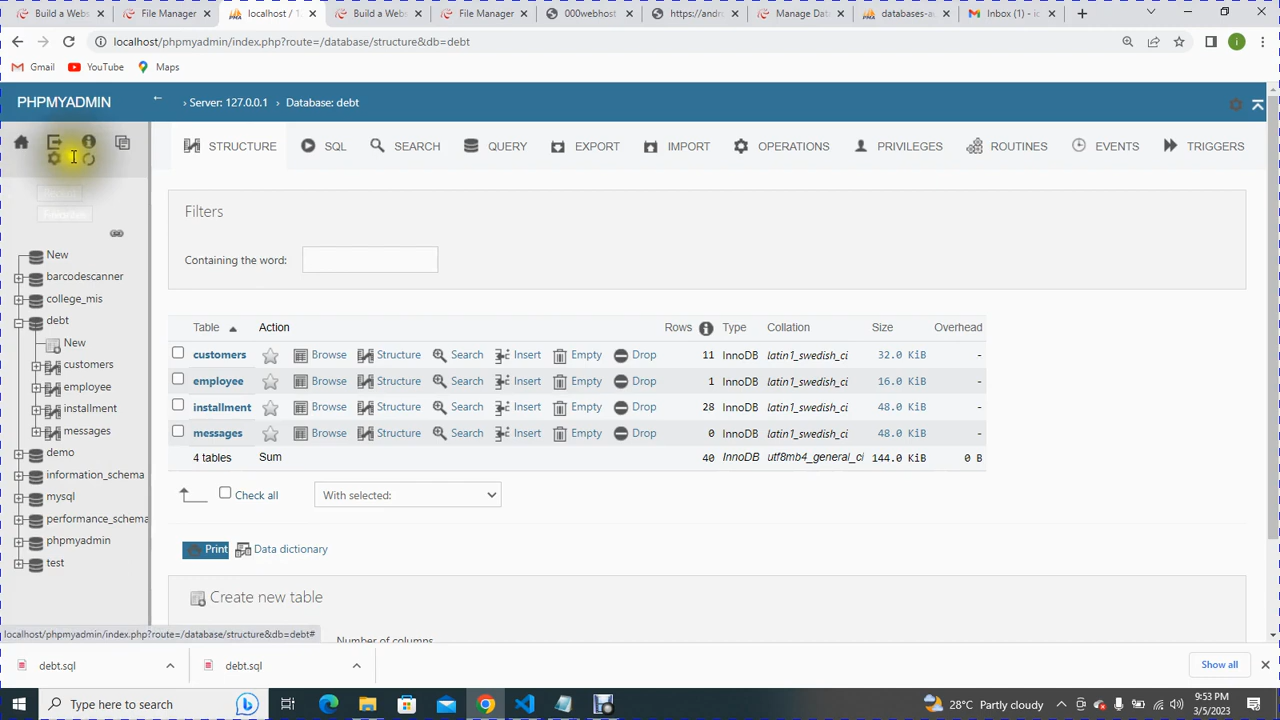 Build a Webs
File Manager
localhost / 1
Build a Webs
File Manager
000webhost
https://andr
Manage Dat
databases-a
Inbox (1) - i
localhost/phpmyadmin/index.php?route=/database/structure&db=debt
Gmail YouTube Maps
PHPMYADMIN
Server: 127.0.0.1 Database: debt
STRUCTURE SQL SEARCH QUERY EXPORT IMPORT OPERATIONS PRIVILEGES ROUTINES EVENTS TRIGGERS
Recent
Favorites
New
barcodescanner
college_mis
debt
New
customers
employee
installment
messages
demo
information_schema
mysql
performance_schema
phpmyadmin
test
Filters
Containing the word:
Table Action Rows Type Collation Size Overhead
customers Browse Structure Search Insert Empty Drop 11 InnoDB latin1_swedish_ci 32.0 KiB -
employee Browse Structure Search Insert Empty Drop 1 InnoDB latin1_swedish_ci 16.0 KiB -
installment Browse Structure Search Insert Empty Drop 28 InnoDB latin1_swedish_ci 48.0 KiB -
messages Browse Structure Search Insert Empty Drop 0 InnoDB latin1_swedish_ci 48.0 KiB -
4 tables Sum 40 InnoDB utf8mb4_general_ci 144.0 KiB 0 B
Check all With selected:
Print Data dictionary
Create new table
Number of columns
localhost/phpmyadmin/index.php?route=/database/structure&db=debt#
debt.sql
debt.sql
Show all
Type here to search
28°C Partly cloudy
9:53 PM
3/5/2023